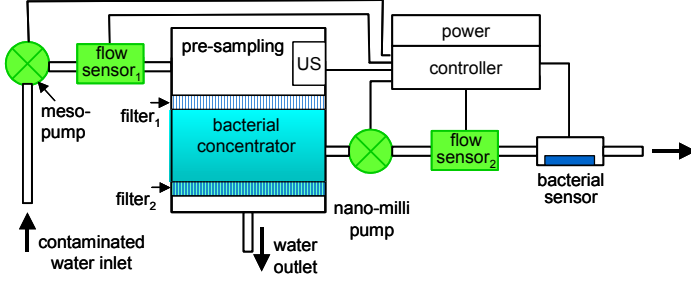 flow
sensor1
pre-sampling
US
power
controller
meso-
pump
filter1
bacterial
concentrator
filter2
flow
sensor2
nano-milli
pump
bacterial
sensor
contaminated
water inlet
water
outlet